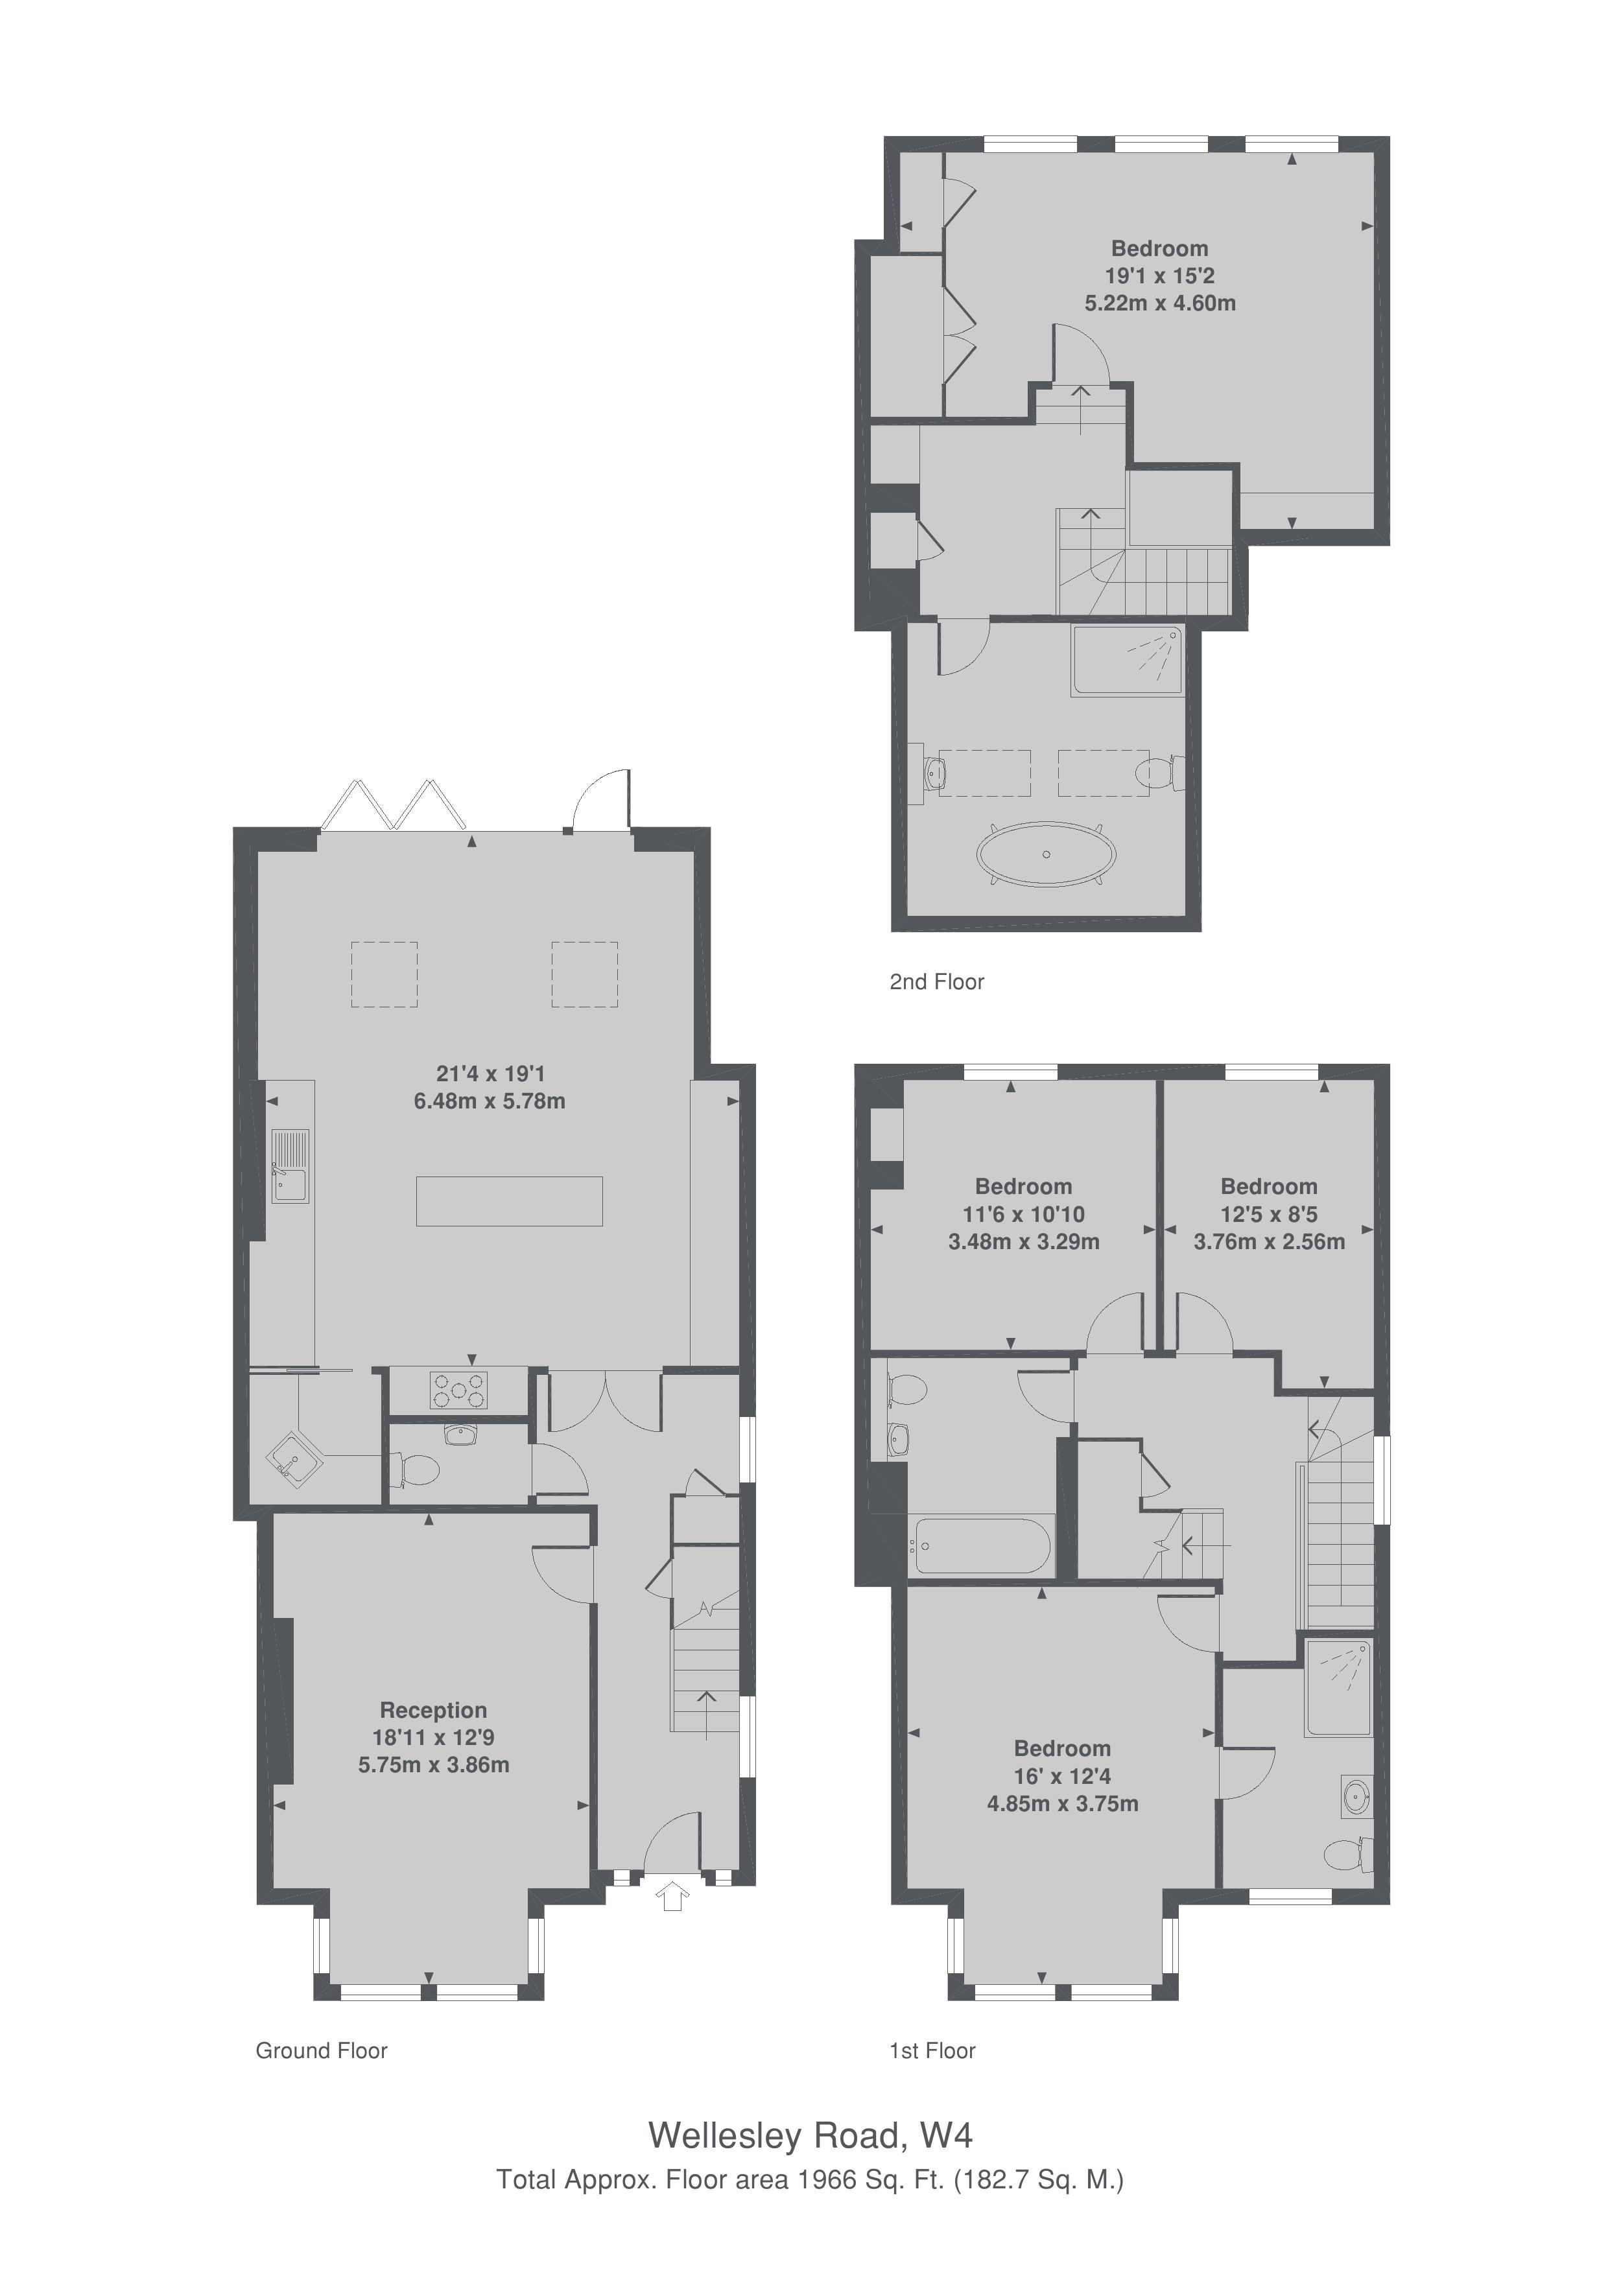 Bedroom
19'1 x 15'2
5.22m x 4.60m
2nd Floor
21'4 x 19'1
6.48m x 5.78m
Bedroom
11'6 x 10'10
3.48m x 3.29m
Bedroom
12'5 x 8'5
3.76m x 2.56m
Reception
18'11 x 12'9
5.75m x 3.86m
Bedroom
16' x 12'4
4.85m x 3.75m
Ground Floor
1st Floor
Wellesley Road, W4
Total Approx. Floor area 1966 Sq. Ft. (182.7 Sq. M.)